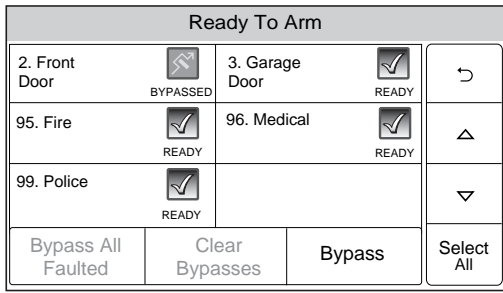 Ready To Arm
2. Front
Door
BYPASSED
3. Garage
Door
READY
95. Fire
READY
96. Medical
READY
99. Police
READY
Bypass All
Faulted
Clear
Bypasses
Bypass
Select
All